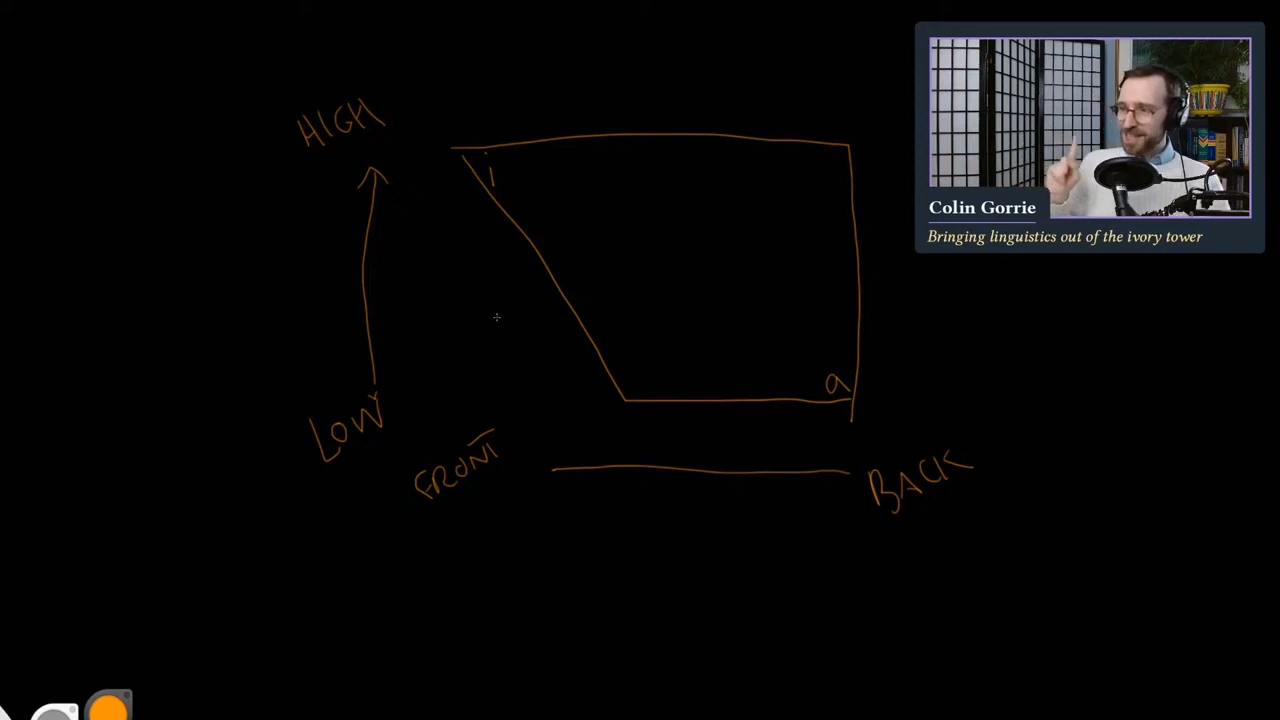 HIGH
i
a
LOW
FRONT
BACK
Colin Gorrie
Bringing linguistics out of the ivory tower